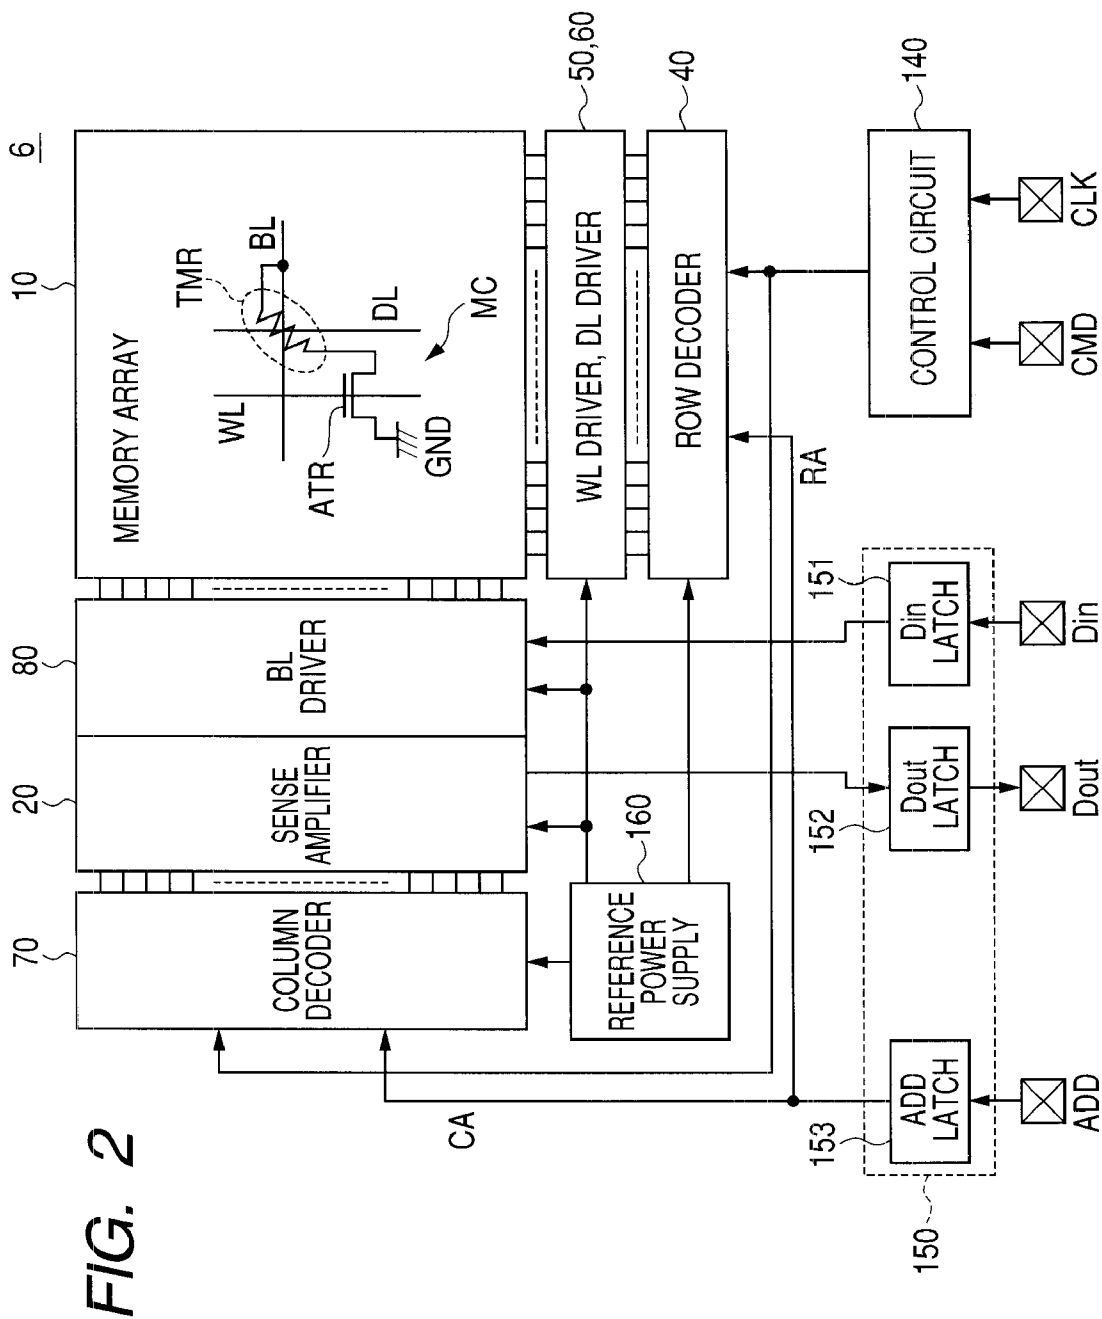 FIG. 2
6
70
20
80
10
COLUMN
DECODER
SENSE
AMPLIFIER
BL
DRIVER
MEMORY ARRAY
WL
TMR
BL
ATR
DL
GND
MC
50,60
WL DRIVER, DL DRIVER
40
ROW DECODER
CA
REFERENCE
POWER
SUPPLY
160
RA
140
CONTROL CIRCUIT
150
153
ADD
LATCH
152
Dout
LATCH
151
Din
LATCH
ADD
Dout
Din
CMD
CLK